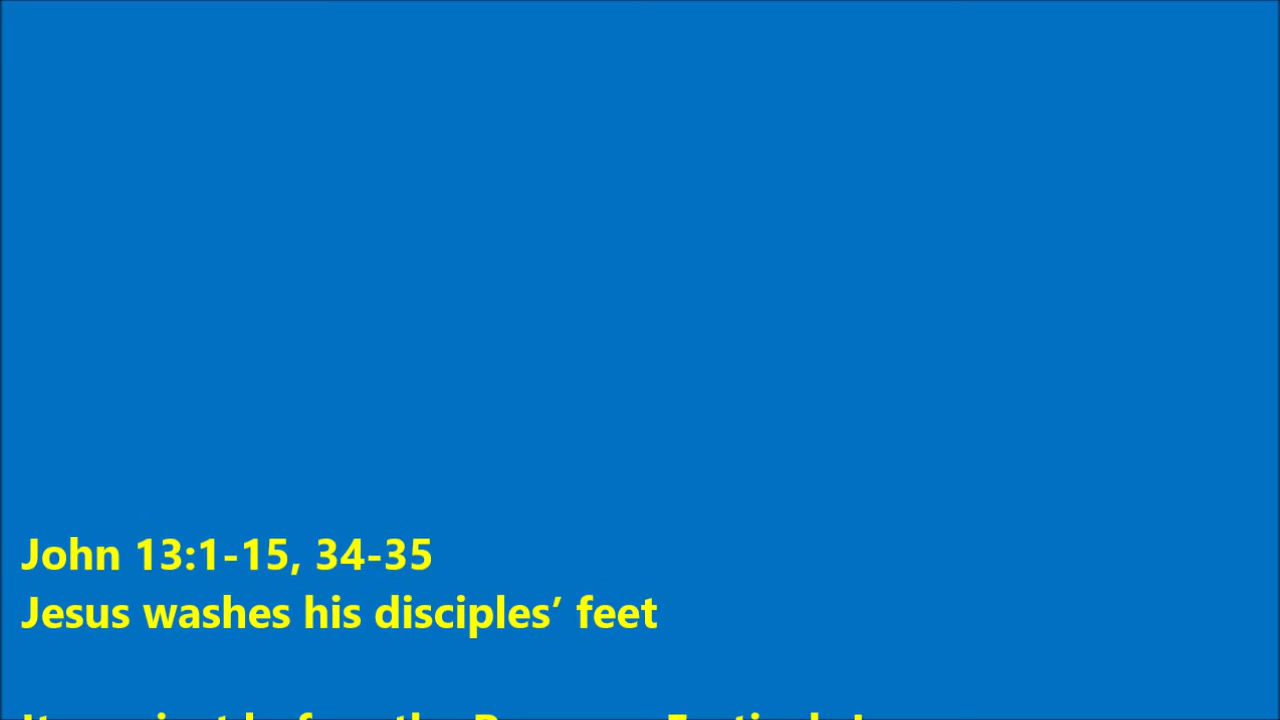 John 13:1-15, 34-35
Jesus washes his disciples’ feet